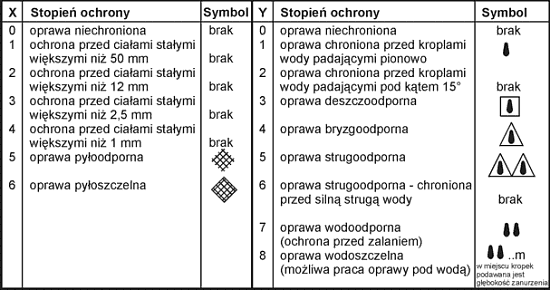 X Stopień ochrony Symbol
0 oprawa niechroniona brak
1 ochrona przed ciałami stałymi
większymi niż 50 mm brak
2 ochrona przed ciałami stałymi
większymi niż 12 mm brak
3 ochrona przed ciałami stałymi
większymi niż 2,5 mm brak
4 ochrona przed ciałami stałymi
większymi niż 1 mm brak
5 oprawa pyłoodporna
6 oprawa pyłoszczelna
Y Stopień ochrony Symbol
0 oprawa niechroniona brak
1 oprawa chroniona przed kroplami
wody padającymi pionowo
2 oprawa chroniona przed kroplami
wody padającymi pod kątem 15° brak
3 oprawa deszczoodporna
4 oprawa bryzgoodporna
5 oprawa strugoodporna
6 oprawa strugoodporna - chroniona
przed silną strugą wody brak
7 oprawa wodoodporna
(ochrona przed zalaniem)
8 oprawa wodoszczelna ..m
(możliwa praca oprawy pod wodą)
w miejscu kropek
podawana jest
głębokość zanurzenia